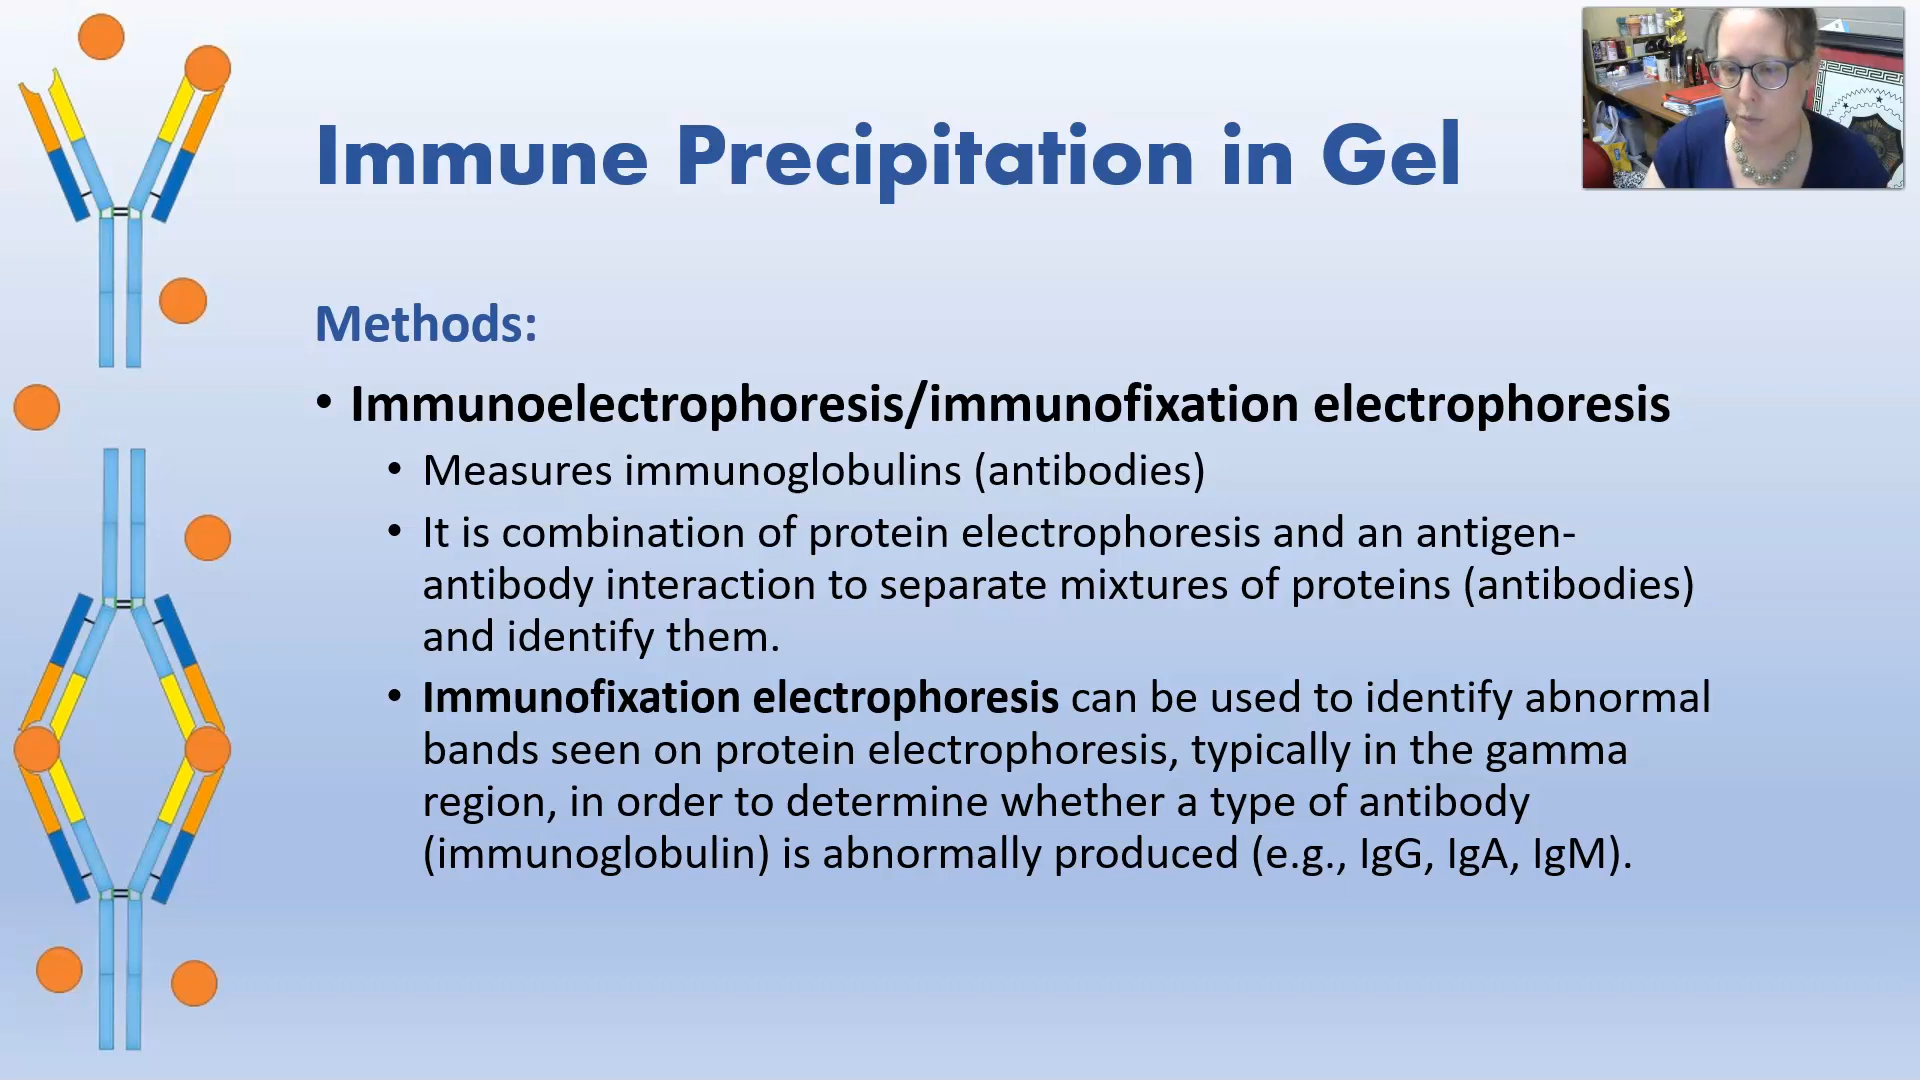 Immune Precipitation in Gel
Methods:
• Immunoelectrophoresis/immunofixation electrophoresis
• Measures immunoglobulins (antibodies)
• It is combination of protein electrophoresis and an antigen-
antibody interaction to separate mixtures of proteins (antibodies)
and identify them.
• Immunofixation electrophoresis can be used to identify abnormal
bands seen on protein electrophoresis, typically in the gamma
region, in order to determine whether a type of antibody
(immunoglobulin) is abnormally produced (e.g., IgG, IgA, IgM).